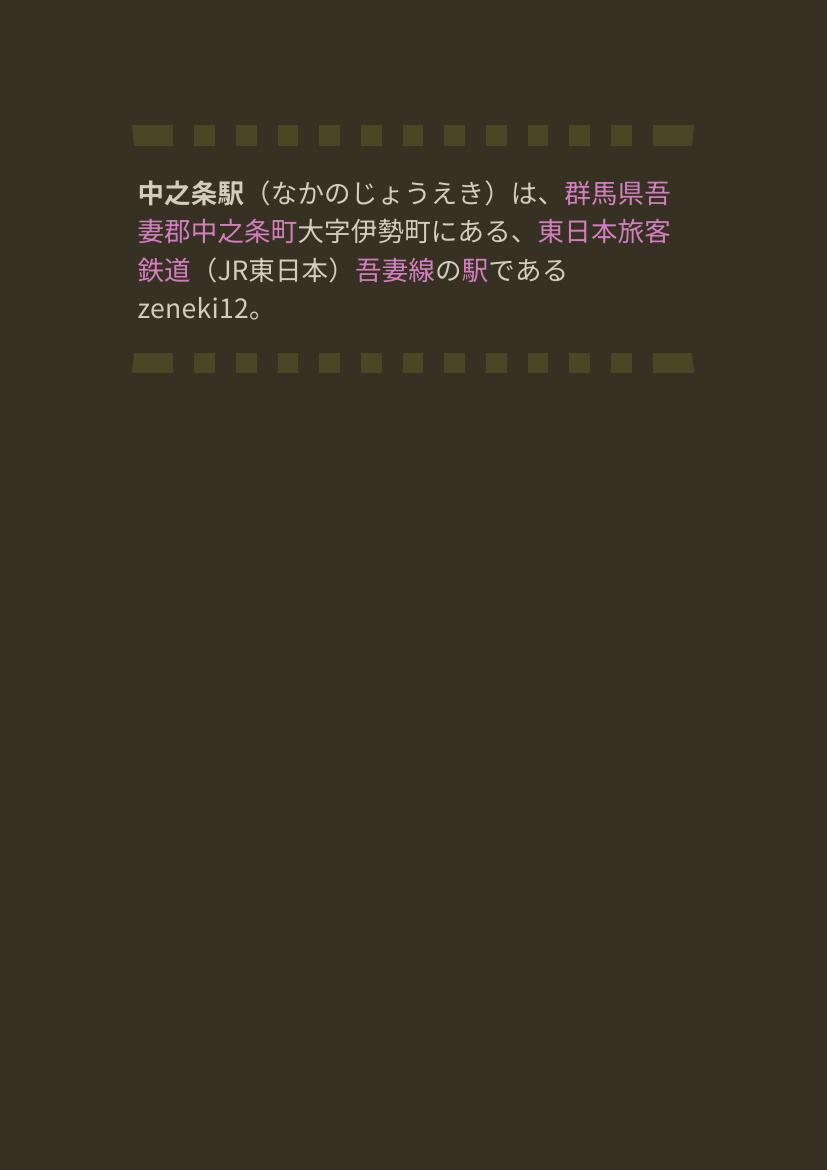 中之条駅（なかのじょうえき）は、群馬県吾
妻郡中之条町大字伊勢町にある、東日本旅客
鉄道（JR東日本）吾妻線の駅である
zeneki12。